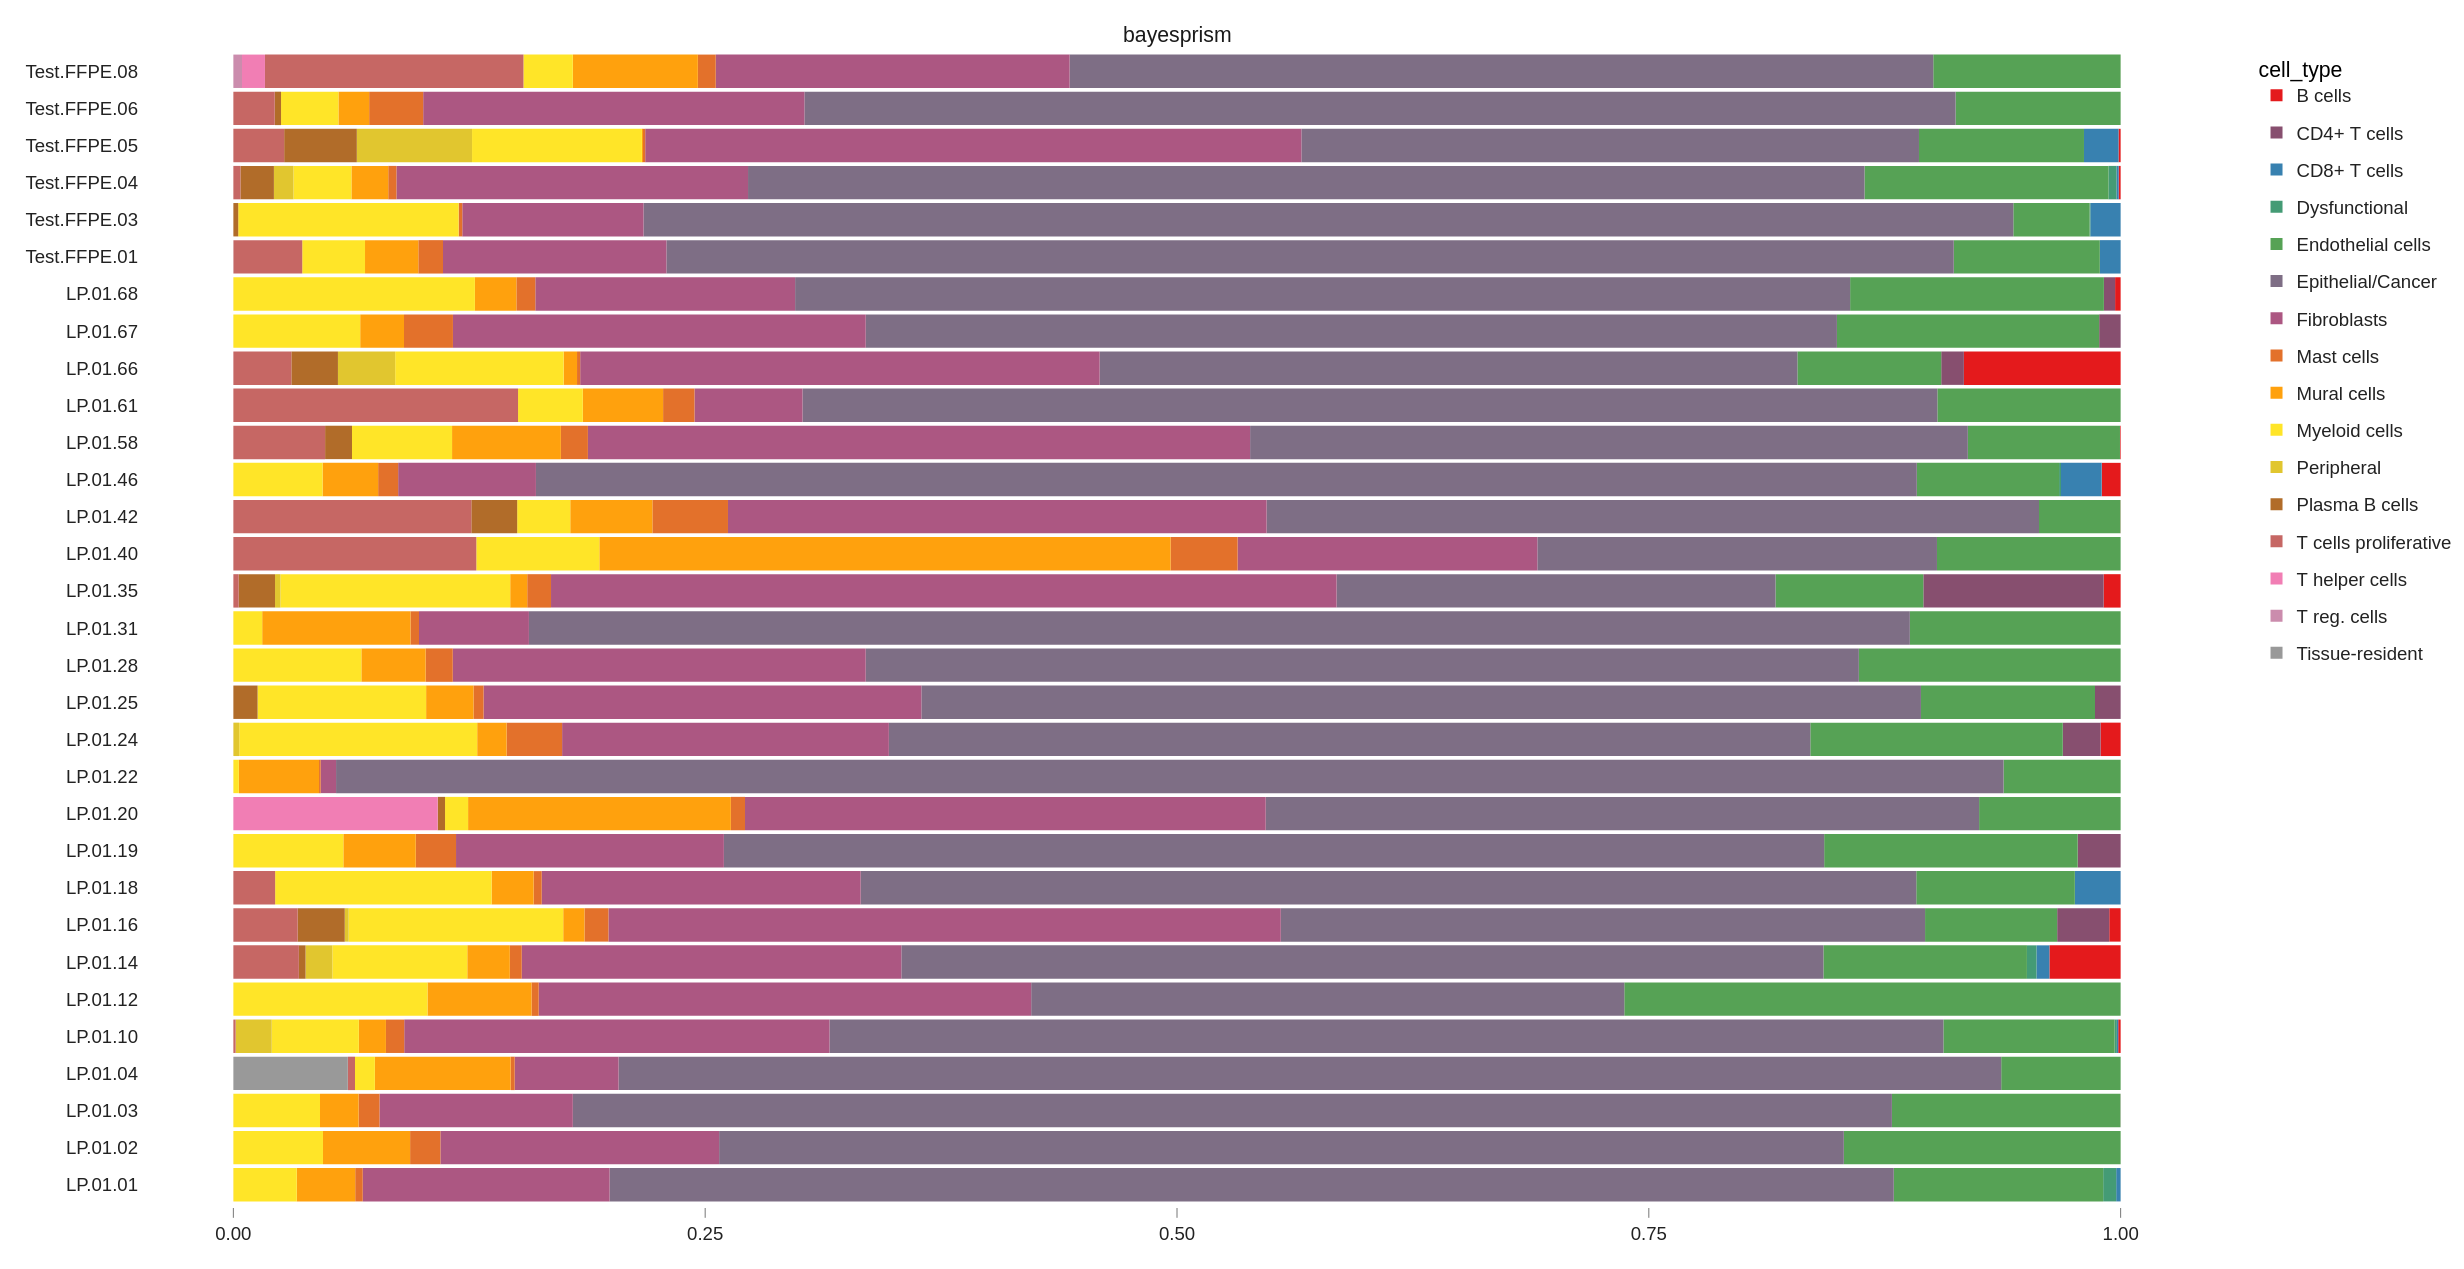 bayesprism
Test.FFPE.08
Test.FFPE.06
Test.FFPE.05
Test.FFPE.04
Test.FFPE.03
Test.FFPE.01
LP.01.68
LP.01.67
LP.01.66
LP.01.61
LP.01.58
LP.01.46
LP.01.42
LP.01.40
LP.01.35
LP.01.31
LP.01.28
LP.01.25
LP.01.24
LP.01.22
LP.01.20
LP.01.19
LP.01.18
LP.01.16
LP.01.14
LP.01.12
LP.01.10
LP.01.04
LP.01.03
LP.01.02
LP.01.01
0.00 0.25 0.50 0.75 1.00
cell_type
B cells
CD4+ T cells
CD8+ T cells
Dysfunctional
Endothelial cells
Epithelial/Cancer
Fibroblasts
Mast cells
Mural cells
Myeloid cells
Peripheral
Plasma B cells
T cells proliferative
T helper cells
T reg. cells
Tissue-resident